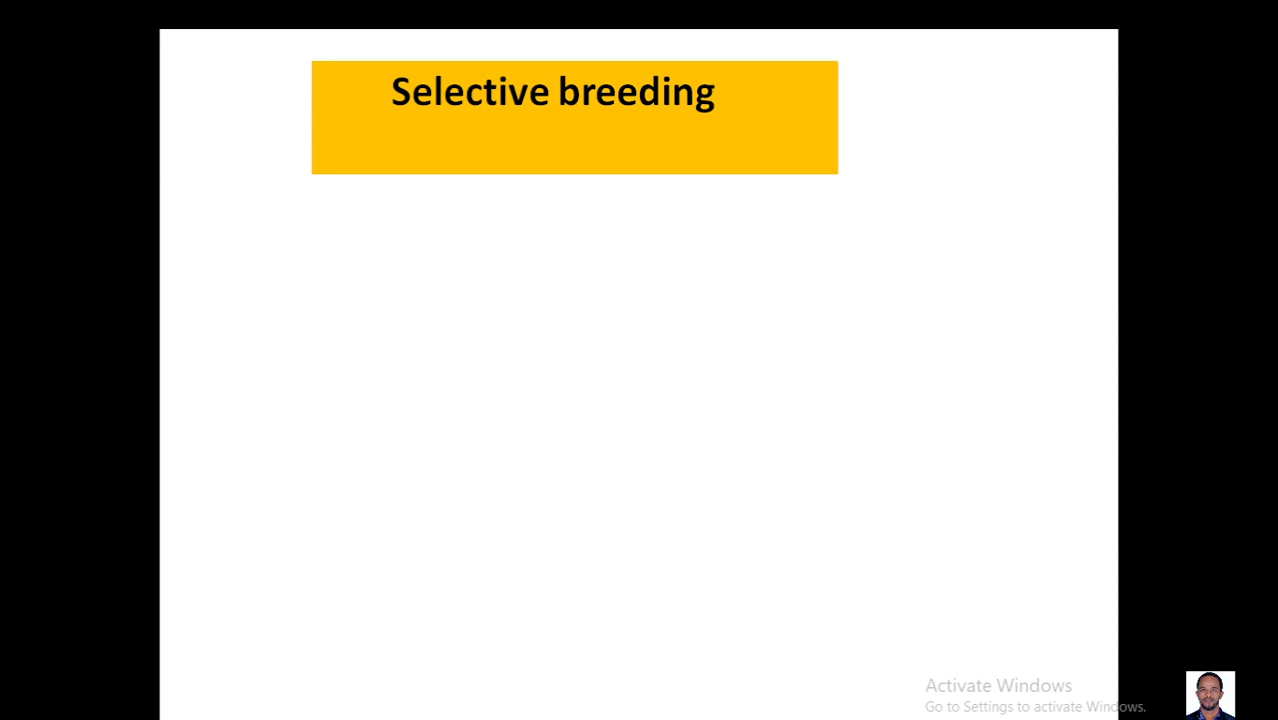 Selective breeding
Activate Windows
Go to Settings to activate Windows.